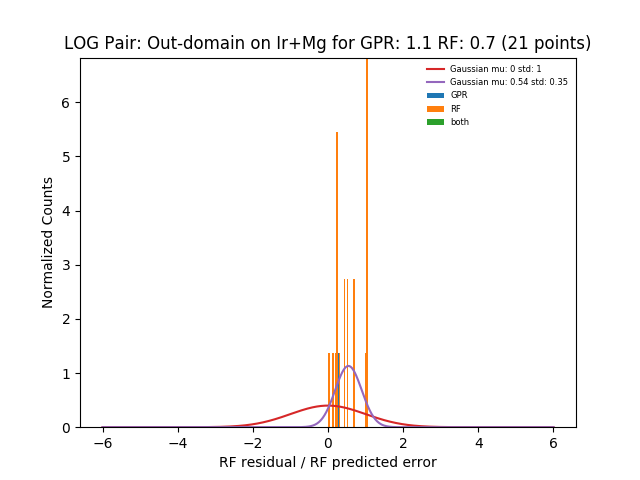 LOG Pair: Out-domain on Ir+Mg for GPR: 1.1 RF: 0.7 (21 points)
Gaussian mu: 0 std: 1
Gaussian mu: 0.54 std: 0.35
GPR
RF
both
Normalized Counts
6
5
4
3
2
1
0
−6
−4
−2
0
2
4
6
RF residual / RF predicted error